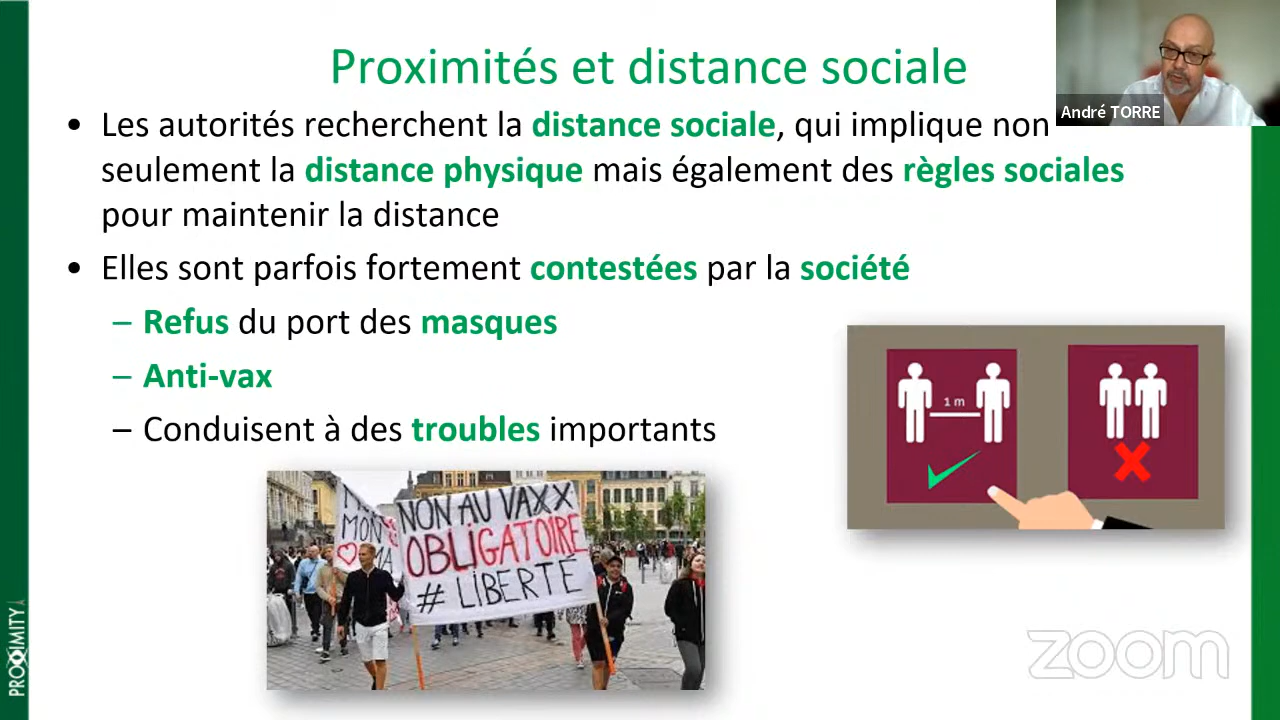 Proximités et distance sociale
André TORRE
• Les autorités recherchent la distance sociale, qui implique non
seulement la distance physique mais également des règles sociales
pour maintenir la distance
• Elles sont parfois fortement contestées par la société
– Refus du port des masques
– Anti-vax
– Conduisent à des troubles importants
1 m
MON
MA
NON AU VAXX
OBLIGATOIRE
# LIBERTÉ
PROXIMITY
zoom